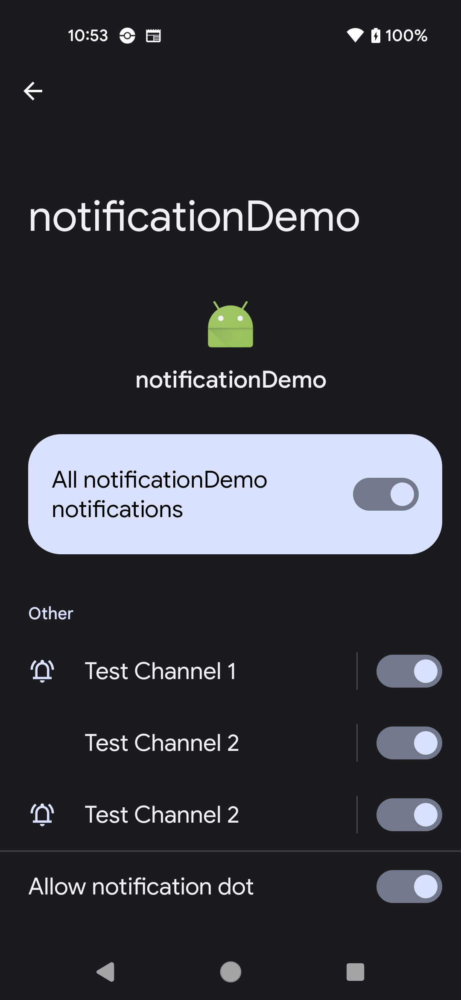 10:53
100%
notificationDemo
notificationDemo
All notificationDemo
notifications
Other
Test Channel 1
Test Channel 2
Test Channel 2
Allow notification dot